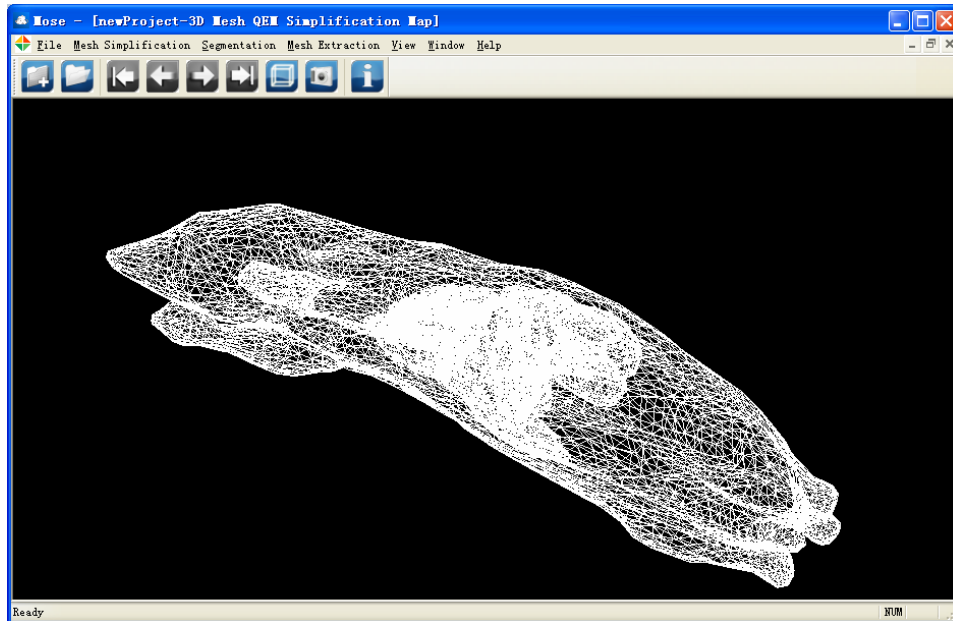 Mose - [newProject-3D Mesh QEM Simplification Map]
File Mesh Simplification Segmentation Mesh Extraction View Window Help
Ready NUM